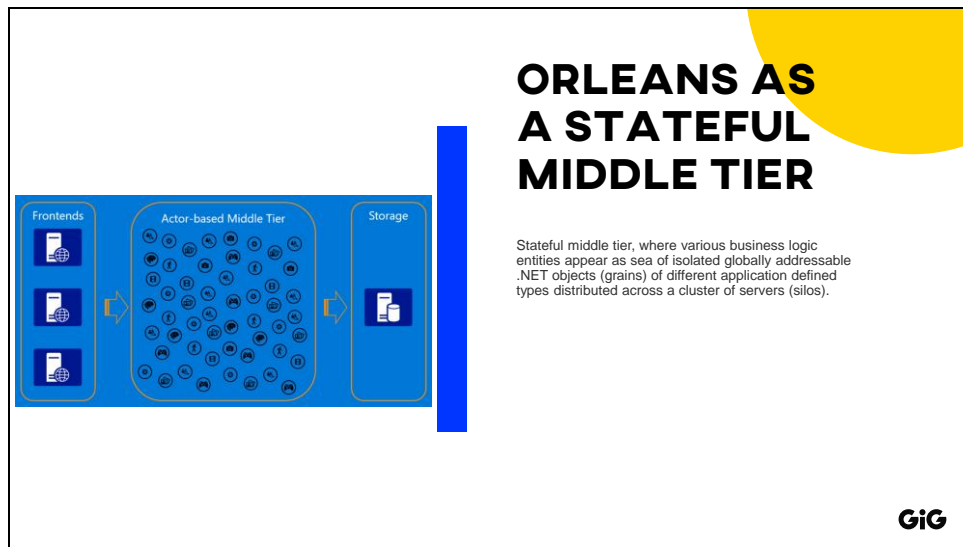 ORLEANS AS
A STATEFUL
MIDDLE TIER
Frontends
Actor-based Middle Tier
Storage
Stateful middle tier, where various business logic
entities appear as sea of isolated globally addressable
.NET objects (grains) of different application defined
types distributed across a cluster of servers (silos).
GiG